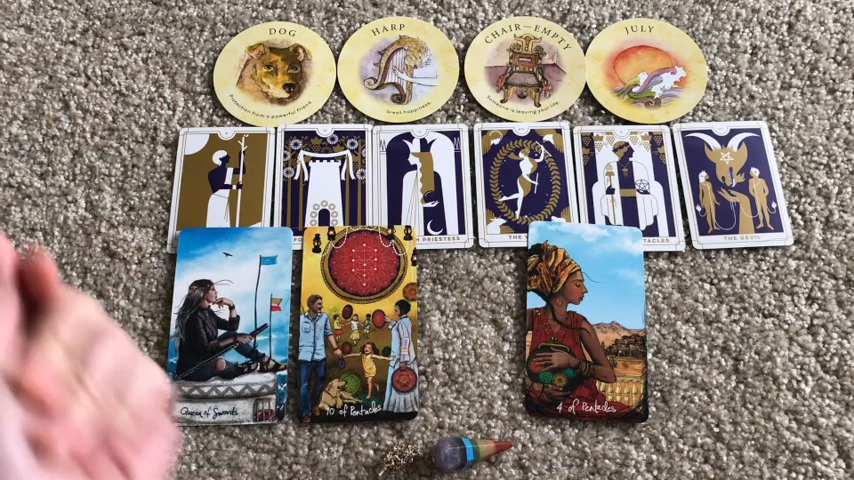 DOG
Protection from a powerful friend.
HARP
Great happiness.
CHAIR—EMPTY
Someone is leaving your life.
JULY
PRIESTESS
THE
TACLES
THE DEVIL
Queen of Swords
10 of Pentacles
4 of Pentacles